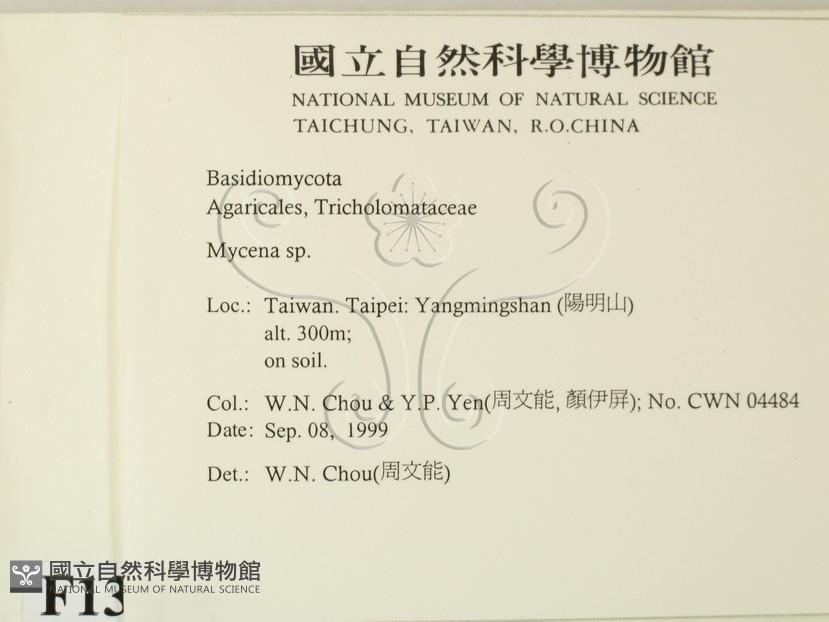 國立自然科學博物館
NATIONAL MUSEUM OF NATURAL SCIENCE
TAICHUNG, TAIWAN, R.O.CHINA
Basidiomycota
Agaricales, Tricholomataceae
Mycena sp.
Loc.: Taiwan. Taipei: Yangmingshan (陽明山)
alt. 300m;
on soil.
Col.: W.N. Chou & Y.P. Yen(周文能, 顏伊屏); No. CWN 04484
Date: Sep. 08, 1999
Det.: W.N. Chou(周文能)
國立自然科學博物館
NATIONAL MUSEUM OF NATURAL SCIENCE